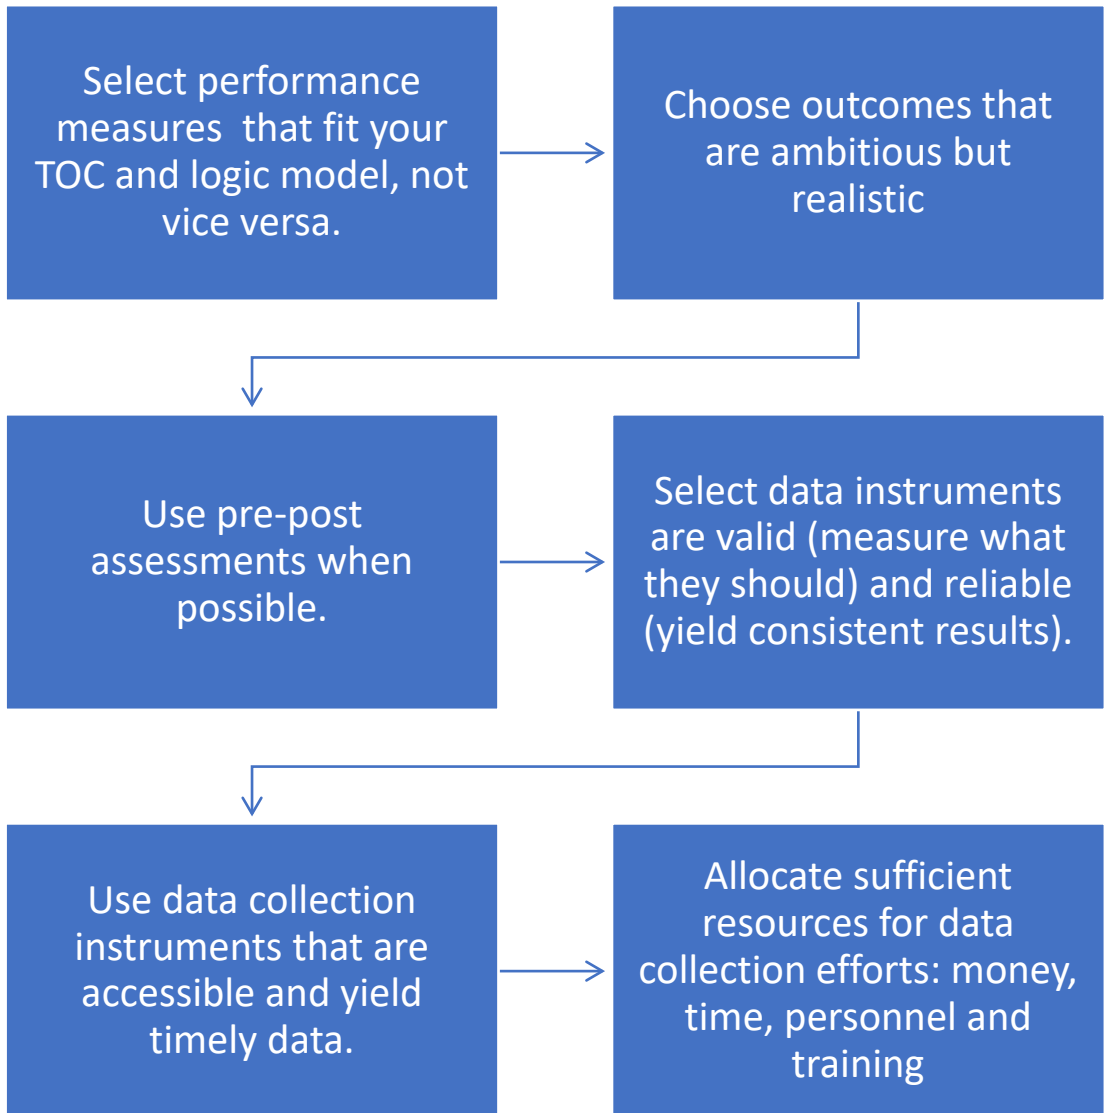 Select performance
measures  that fit your
TOC and logic model, not
vice versa.
Choose outcomes that
are ambitious but
realistic
Use pre-post
assessments when
possible.
Select data instruments
are valid (measure what
they should) and reliable
(yield consistent results).
Use data collection
instruments that are
accessible and yield
timely data.
Allocate sufficient
resources for data
collection efforts: money,
time, personnel and
training